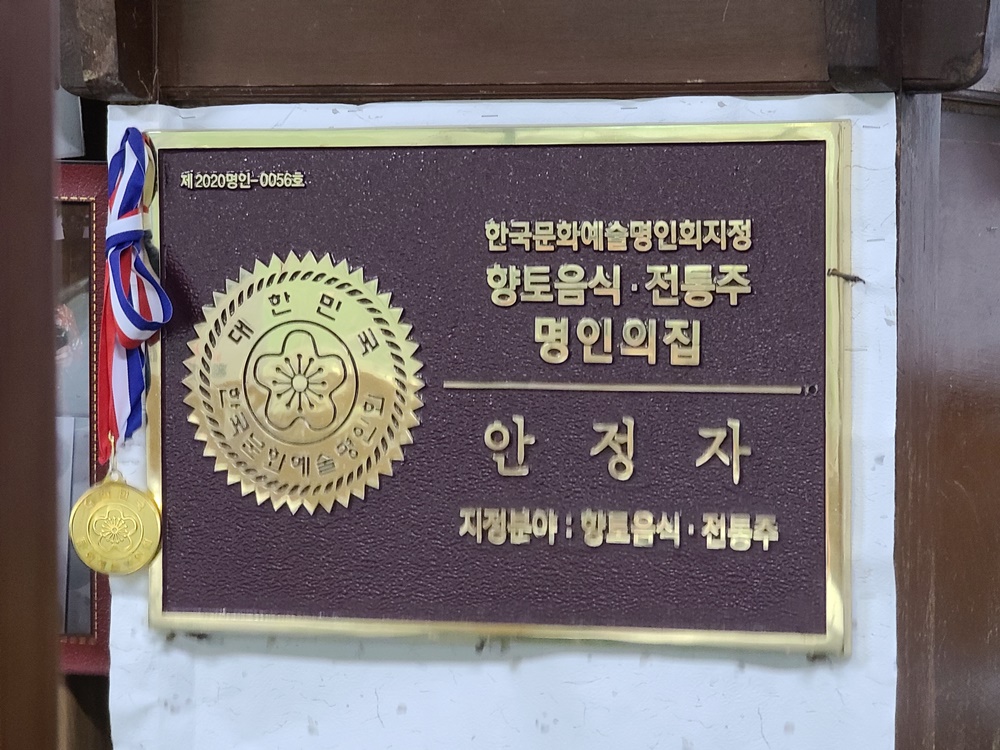 제2020명인-0056호
한국문화예술명인회지정
향토음식·전통주
명인의집
안정자
지정분야 : 향토음식·전통주
대한민국
한국문화예술명인회